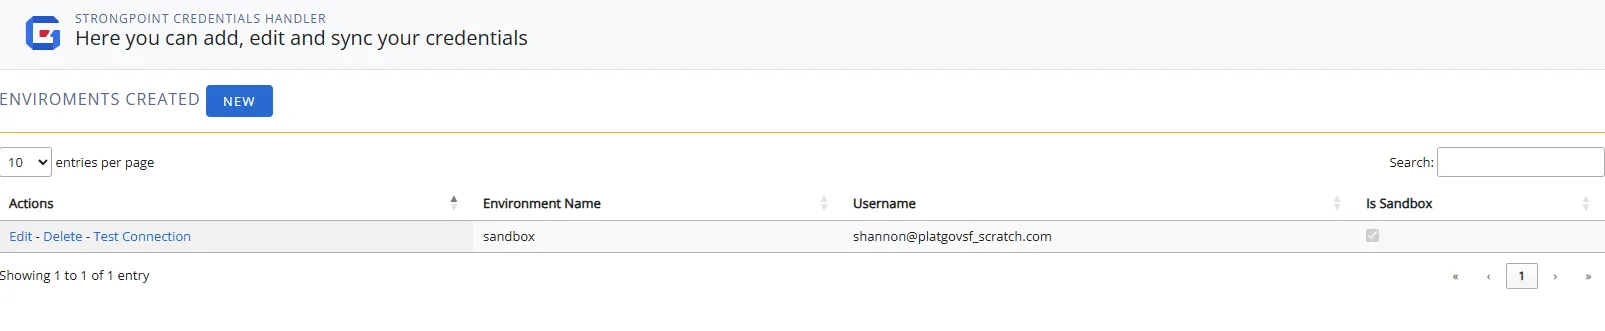 STRONGPOINT CREDENTIALS HANDLER
Here you can add, edit and sync your credentials
ENVIROMENTS CREATED NEW
10 entries per page Search:
Actions Environment Name Username Is Sandbox
Edit - Delete - Test Connection sandbox shannon@platgovsf_scratch.com
Showing 1 to 1 of 1 entry « ‹ 1 › »